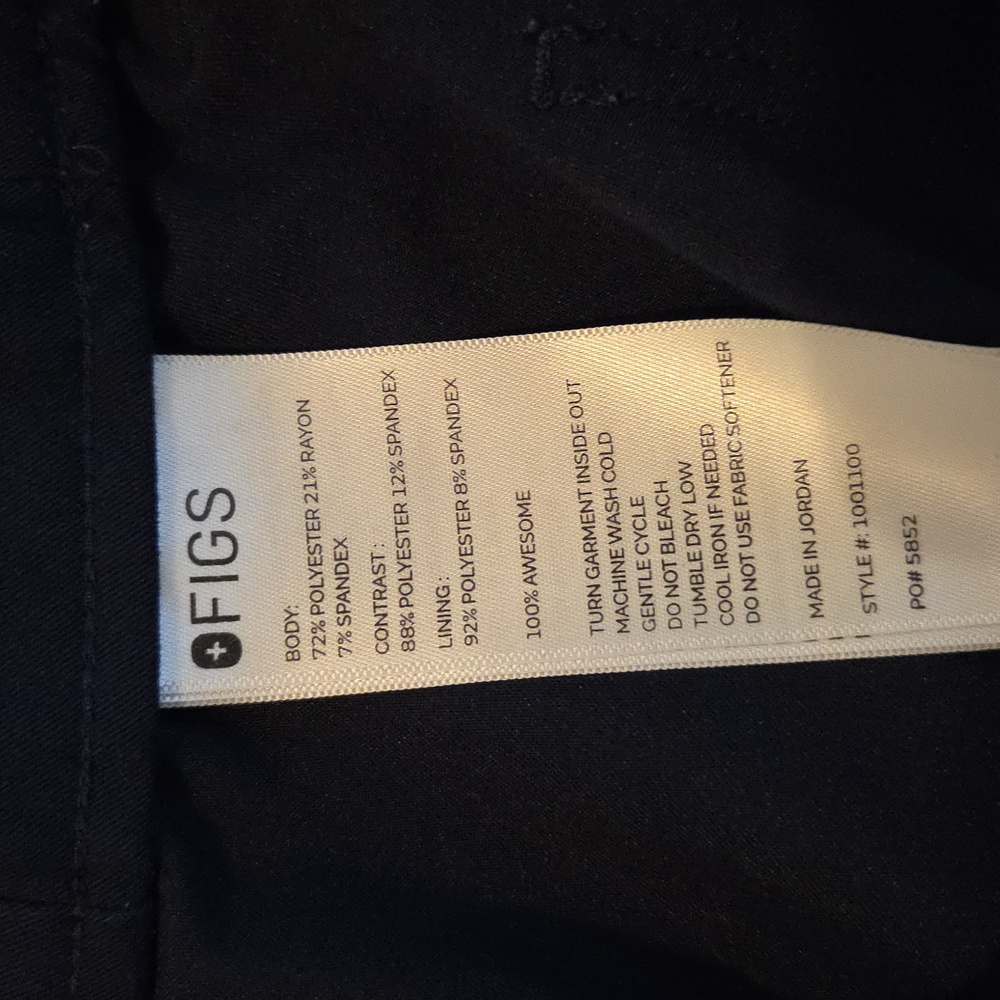 FIGS
BODY:
72% POLYESTER 21% RAYON
7% SPANDEX
CONTRAST:
88% POLYESTER 12% SPANDEX
LINING:
92% POLYESTER 8% SPANDEX
100% AWESOME
TURN GARMENT INSIDE OUT
MACHINE WASH COLD
GENTLE CYCLE
DO NOT BLEACH
TUMBLE DRY LOW
COOL IRON IF NEEDED
DO NOT USE FABRIC SOFTENER
MADE IN JORDAN
STYLE #: 1001100
PO# 5852